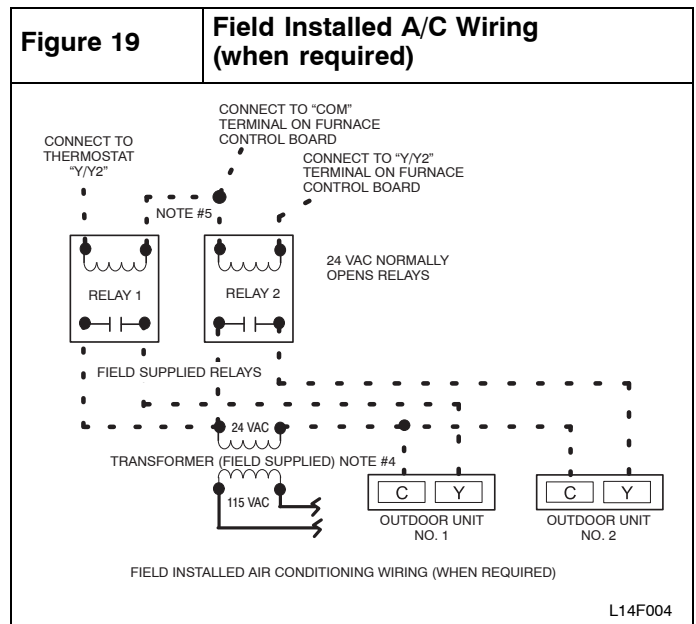 Figure 19
Field Installed A/C Wiring
(when required)
CONNECT TO "COM"
TERMINAL ON FURNACE
CONTROL BOARD
CONNECT TO
THERMOSTAT
"Y/Y2"
CONNECT TO "Y/Y2"
TERMINAL ON FURNACE
CONTROL BOARD
NOTE #5
24 VAC NORMALLY
OPENS RELAYS
RELAY 1
RELAY 2
FIELD SUPPLIED RELAYS
24 VAC
TRANSFORMER (FIELD SUPPLIED) NOTE #4
115 VAC
C Y
OUTDOOR UNIT
NO. 1
C Y
OUTDOOR UNIT
NO. 2
FIELD INSTALLED AIR CONDITIONING WIRING (WHEN REQUIRED)
L14F004